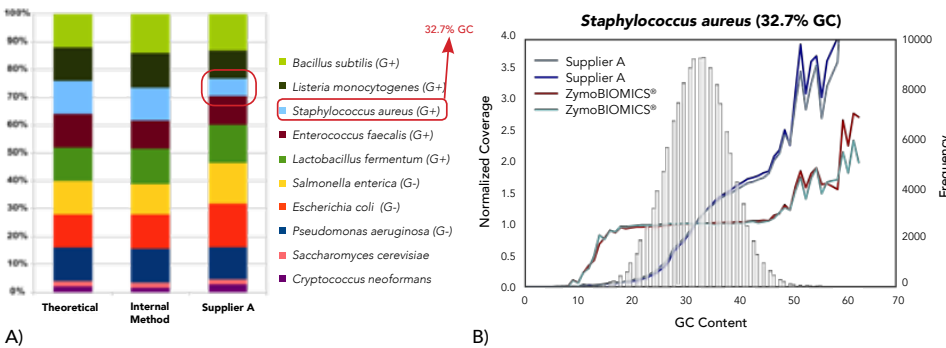 100%
90%
80%
70%
60%
50%
40%
30%
20%
10%
0%
Theoretical
Internal Method
Supplier A
32.7% GC
Bacillus subtilis (G+)
Listeria monocytogenes (G+)
Staphylococcus aureus (G+)
Enterococcus faecalis (G+)
Lactobacillus fermentum (G+)
Salmonella enterica (G-)
Escherichia coli (G-)
Pseudomonas aeruginosa (G-)
Saccharomyces cerevisiae
Cryptococcus neoformans
A)
Staphylococcus aureus (32.7% GC)
Normalized Coverage
4.0
3.5
3.0
2.5
2.0
1.5
1.0
0.5
0.0
Supplier A
Supplier A
ZymoBIOMICS®
ZymoBIOMICS®
10000
8000
6000
4000
2000
0
Frequency
0 10 20 30 40 50 60 70
GC Content
B)